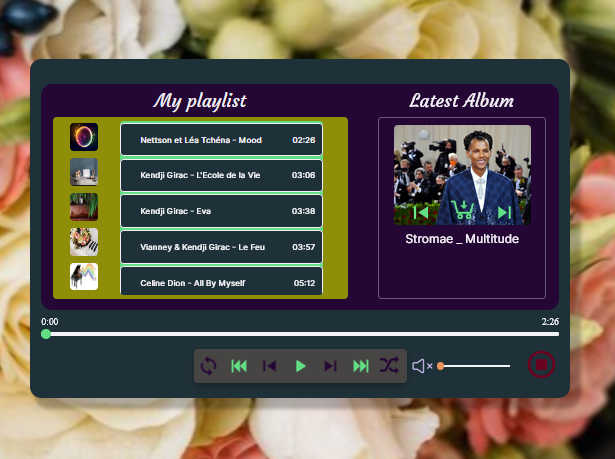 My playlist
Nettson et Léa Tchéna - Mood 02:26
Kendji Girac - L'Ecole de la Vie 03:06
Kendji Girac - Eva 03:38
Vianney & Kendji Girac - Le Feu 03:57
Celine Dion - All By Myself 05:12
Latest Album
Stromae _ Multitude
0:00 2:26